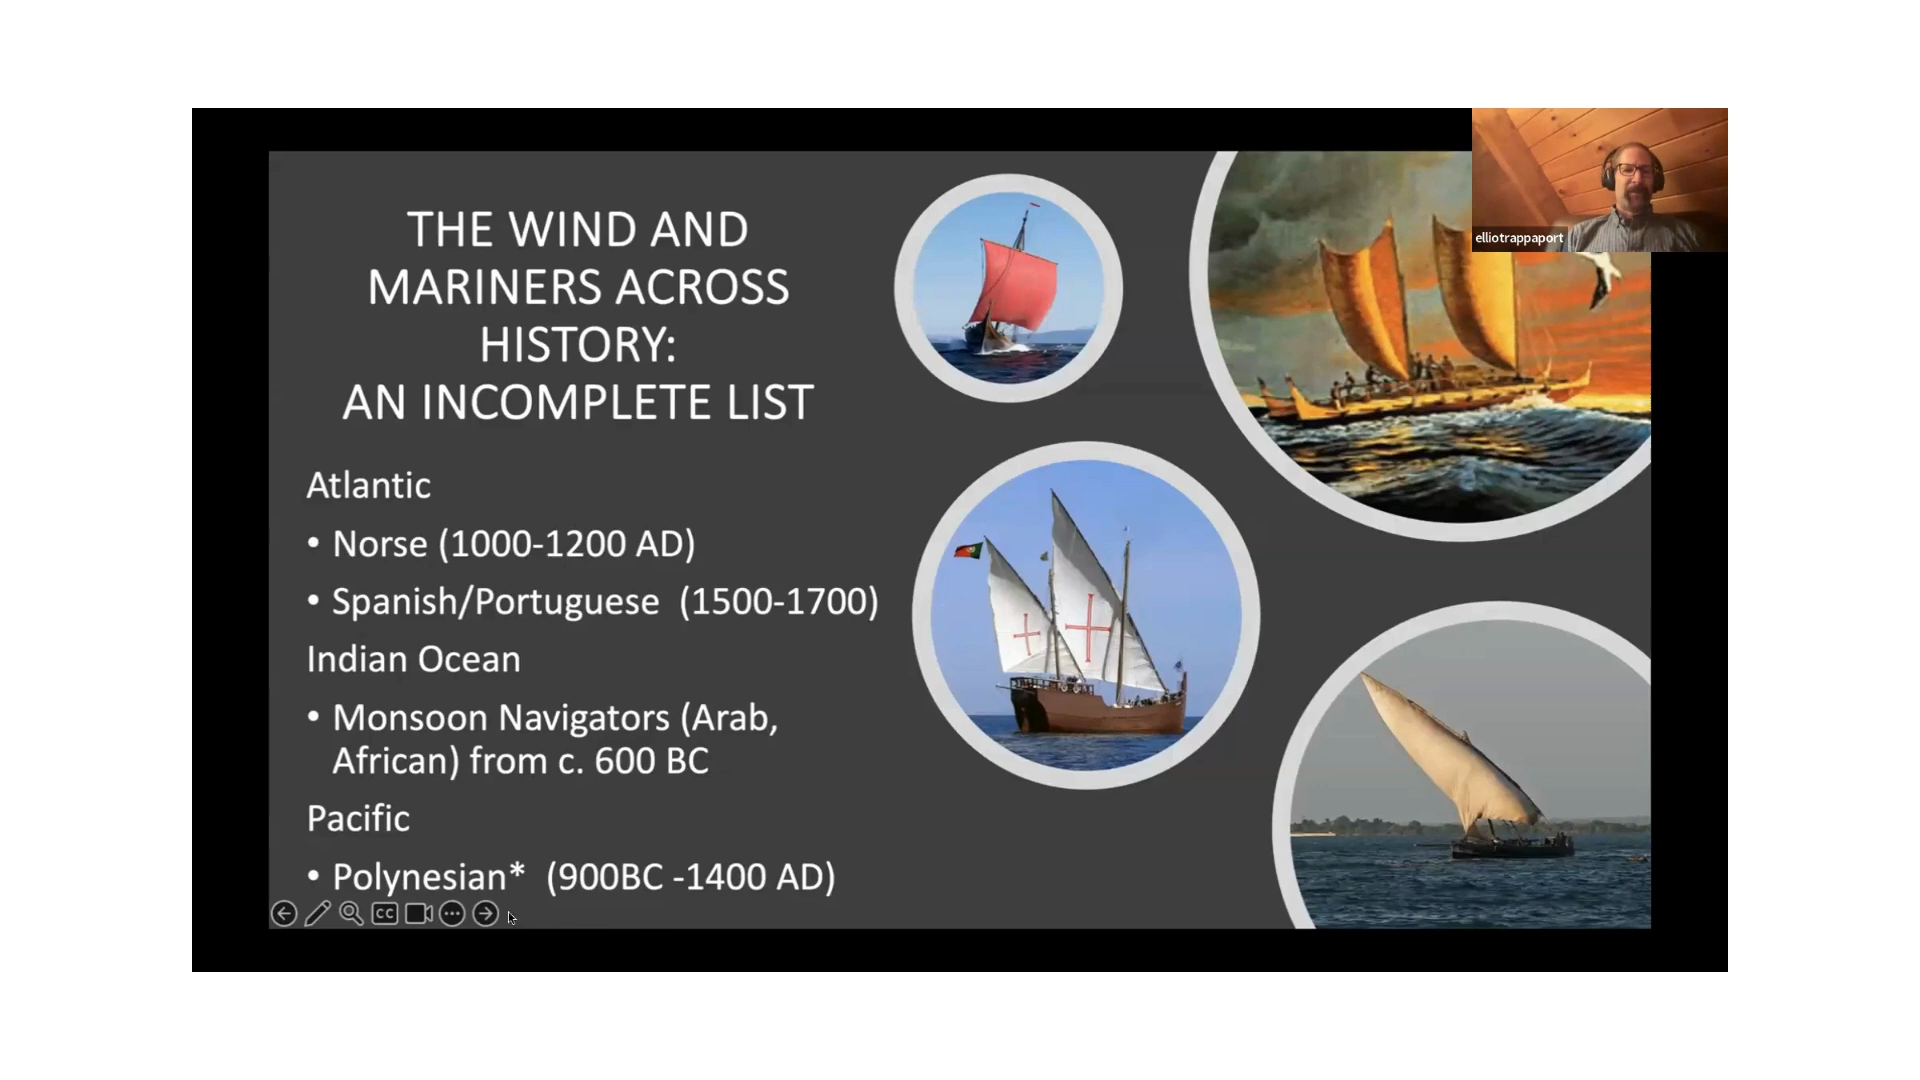 THE WIND AND
MARINERS ACROSS
HISTORY:
AN INCOMPLETE LIST
Atlantic
• Norse (1000-1200 AD)
• Spanish/Portuguese (1500-1700)
Indian Ocean
• Monsoon Navigators (Arab,
African) from c. 600 BC
Pacific
• Polynesian* (900BC -1400 AD)
CC
elliotrappaport